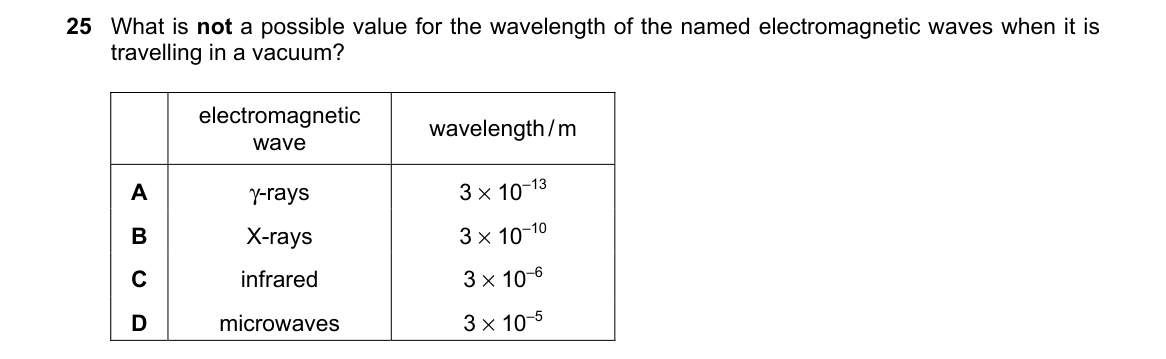 25 What is not a possible value for the wavelength of the named electromagnetic waves when it is
travelling in a vacuum?
electromagnetic
wave
wavelength / m
A γ-rays 3 × 10⁻¹³
B X-rays 3 × 10⁻¹⁰
C infrared 3 × 10⁻⁶
D microwaves 3 × 10⁻⁵